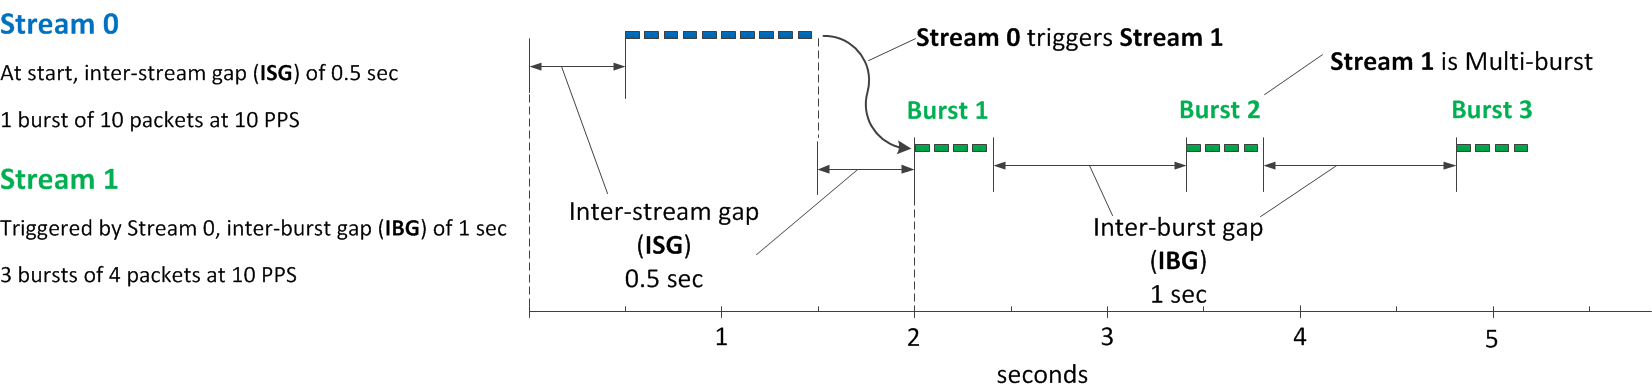 Stream 0
At start, inter-stream gap (ISG) of 0.5 sec
1 burst of 10 packets at 10 PPS
Stream 1
Triggered by Stream 0, inter-burst gap (IBG) of 1 sec
3 bursts of 4 packets at 10 PPS
Stream 0 triggers Stream 1
Stream 1 is Multi-burst
Burst 1
Burst 2
Burst 3
Inter-stream gap
(ISG)
0.5 sec
Inter-burst gap
(IBG)
1 sec
1 2 3 4 5
seconds